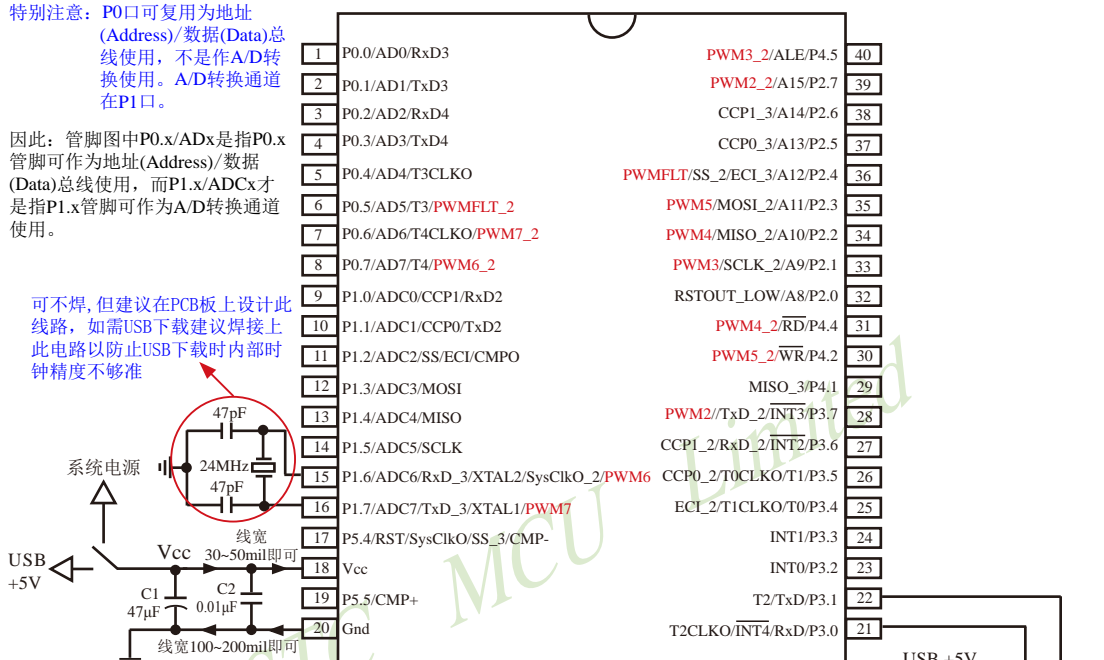 特别注意：P0口可复用为地址
(Address)/数据(Data)总
线使用，不是作A/D转
换使用。A/D转换通道
在P1口。
因此：管脚图中P0.x/ADx是指P0.x
管脚可作为地址(Address)/数据
(Data)总线使用，而P1.x/ADCx才
是指P1.x管脚可作为A/D转换通道
使用。
可不焊,但建议在PCB板上设计此
线路，如需USB下载建议焊接上
此电路以防止USB下载时内部时
钟精度不够准
47pF
24MHz
47pF
系统电源
USB
+5V
Vcc
线宽
30~50mil即可
C1
47μF
C2
0.01μF
线宽100~200mil即可
1 P0.0/AD0/RxD3
2 P0.1/AD1/TxD3
3 P0.2/AD2/RxD4
4 P0.3/AD3/TxD4
5 P0.4/AD4/T3CLKO
6 P0.5/AD5/T3/PWMFLT_2
7 P0.6/AD6/T4CLKO/PWM7_2
8 P0.7/AD7/T4/PWM6_2
9 P1.0/ADC0/CCP1/RxD2
10 P1.1/ADC1/CCP0/TxD2
11 P1.2/ADC2/SS/ECI/CMPO
12 P1.3/ADC3/MOSI
13 P1.4/ADC4/MISO
14 P1.5/ADC5/SCLK
15 P1.6/ADC6/RxD_3/XTAL2/SysClkO_2/PWM6
16 P1.7/ADC7/TxD_3/XTAL1/PWM7
17 P5.4/RST/SysClkO/SS_3/CMP-
18 Vcc
19 P5.5/CMP+
20 Gnd
PWM3_2/ALE/P4.5 40
PWM2_2/A15/P2.7 39
CCP1_3/A14/P2.6 38
CCP0_3/A13/P2.5 37
PWMFLT/SS_2/ECI_3/A12/P2.4 36
PWM5/MOSI_2/A11/P2.3 35
PWM4/MISO_2/A10/P2.2 34
PWM3/SCLK_2/A9/P2.1 33
RSTOUT_LOW/A8/P2.0 32
PWM4_2/RD/P4.4 31
PWM5_2/WR/P4.2 30
MISO_3/P4.1 29
PWM2//TxD_2/INT3/P3.7 28
CCP1_2/RxD_2/INT2/P3.6 27
CCP0_2/T0CLKO/T1/P3.5 26
ECI_2/T1CLKO/T0/P3.4 25
INT1/P3.3 24
INT0/P3.2 23
T2/TxD/P3.1 22
T2CLKO/INT4/RxD/P3.0 21
USB +5V
STC MCU Limited